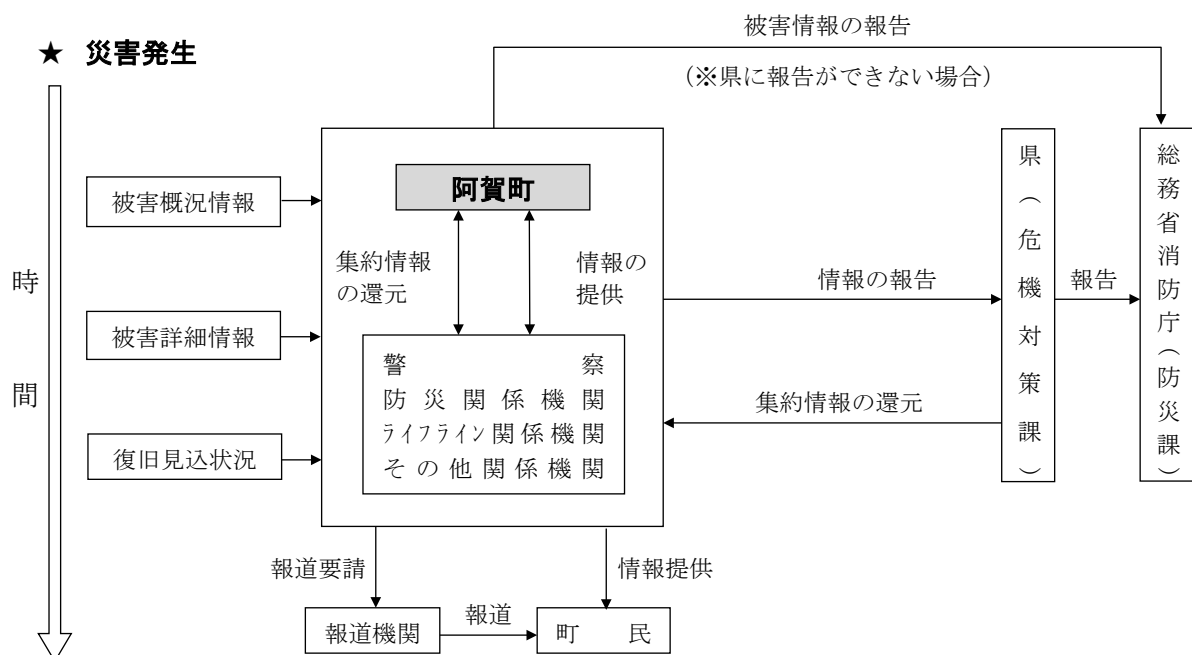 被害情報の報告
★ 災害発生
(※県に報告ができない場合)
阿賀町
被害概況情報
集約情報
の還元
情報の
提供
時間
情報の報告
県(危機対策課)
報告
総務省消防庁(防災課)
被害詳細情報
警察
防災関係機関
ライフライン関係機関
その他関係機関
集約情報の還元
復旧見込状況
報道要請
情報提供
報道機関
報道
町民